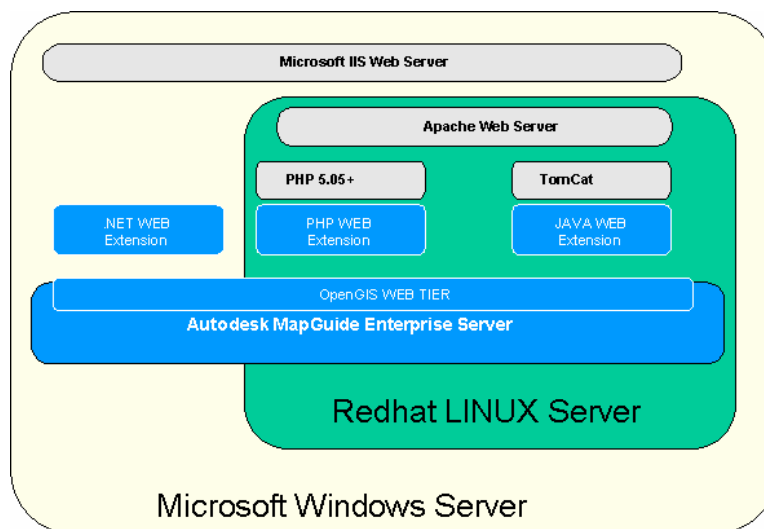 Microsoft IIS Web Server
Apache Web Server
PHP 5.05+
TomCat
.NET WEB
Extension
PHP WEB
Extension
JAVA WEB
Extension
OpenGIS WEB TIER
Autodesk MapGuide Enterprise Server
Redhat LINUX Server
Microsoft Windows Server